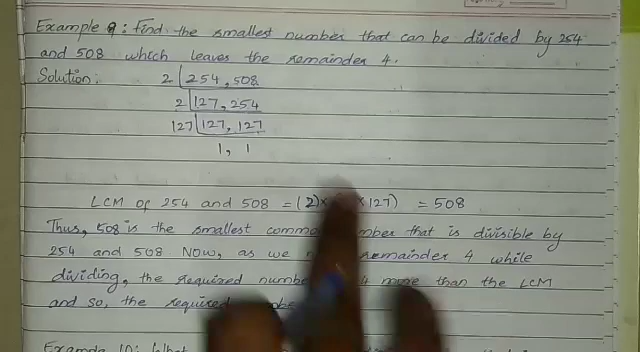 Example 9: Find the smallest number that can be divided by 254
and 508 which leaves the remainder 4.
Solution: 2 254, 508
2 127, 254
127 127, 127
1, 1
LCM of 254 and 508 = (2)× 127) = 508
Thus, 508 is the smallest that is divisible by
254 and 508 Now, as we remainder 4 while
dividing, the required 4 more than the LCM
and so, the required